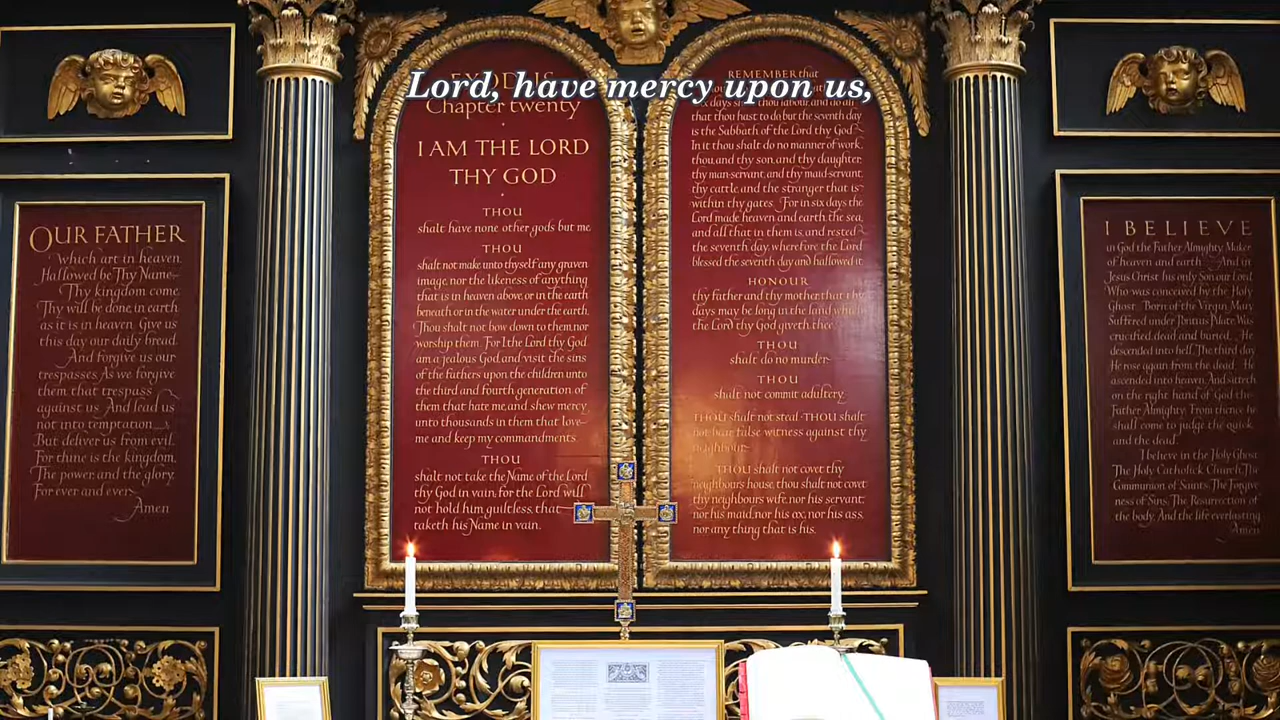 Lord, have mercy upon us,
OUR FATHER
which art in heaven,
Hallowed be Thy Name
Thy kingdom come,
Thy will be done, in earth
as it is in heaven. Give us
this day our daily bread.
And forgive us our
trespasses, As we forgive
them that trespass
against us. And lead us
not into temptation,
But deliver us from evil.
For thine is the kingdom,
The power, and the glory,
For ever and ever,
Amen
EXODUS
Chapter twenty
I AM THE LORD
THY GOD
THOU
shalt have none other gods but me
THOU
shalt not make unto thyself any graven
image, nor the likeness of anything
that is in heaven above, or in the earth
beneath or in the water under the earth.
Thou shalt not bow down to them, nor
worship them. For I the Lord thy God
am a jealous God, and visit the sins
of the fathers upon the children unto
the third and fourth generation of
them that hate me, and shew mercy
unto thousands in them that love
me and keep my commandments
THOU
shalt not take the Name of the Lord
thy God in vain; for the Lord will
not hold him guiltless, that
taketh his Name in vain.
REMEMBER that
six days shalt thou labour, and do all
that thou hast to do but the seventh day
is the Sabbath of the Lord thy God
In it thou shalt do no manner of work,
thou, and thy son, and thy daughter,
thy man-servant, and thy maid-servant,
thy cattle, and the stranger that is
within thy gates. For in six days the
Lord made heaven and earth, the sea,
and all that in them is, and rested
the seventh day, wherefore the Lord
blessed the seventh day and hallowed it
HONOUR
thy father and thy mother, that thy
days may be long in the land which
the Lord thy God giveth thee
THOU
shalt do no murder
THOU
shalt not commit adultery.
THOU shalt not steal · THOU shalt
not bear false witness against thy
neighbour
THOU shalt not covet thy
neighbours house, thou shalt not covet
thy neighbours wife, nor his servant,
nor his maid, nor his ox, nor his ass,
nor any thing that is his.
I BELIEVE
in God the Father Almighty, Maker
of heaven and earth And in
Jesus Christ his only Son our Lord
Who was conceived by the Holy
Ghost, Born of the Virgin Mary
Suffered under Pontius Pilate, Was
crucified, dead, and buried, He
descended into hell, The third day
He rose again from the dead, He
ascended into heaven, And sitteth
on the right hand of God the
Father Almighty; From thence he
shall come to judge the quick
and the dead.
I believe in the Holy Ghost
The Holy Catholick Church; The
Communion of Saints, The Forgive
ness of Sins, The Resurrection of
the body, And the life everlasting
Amen